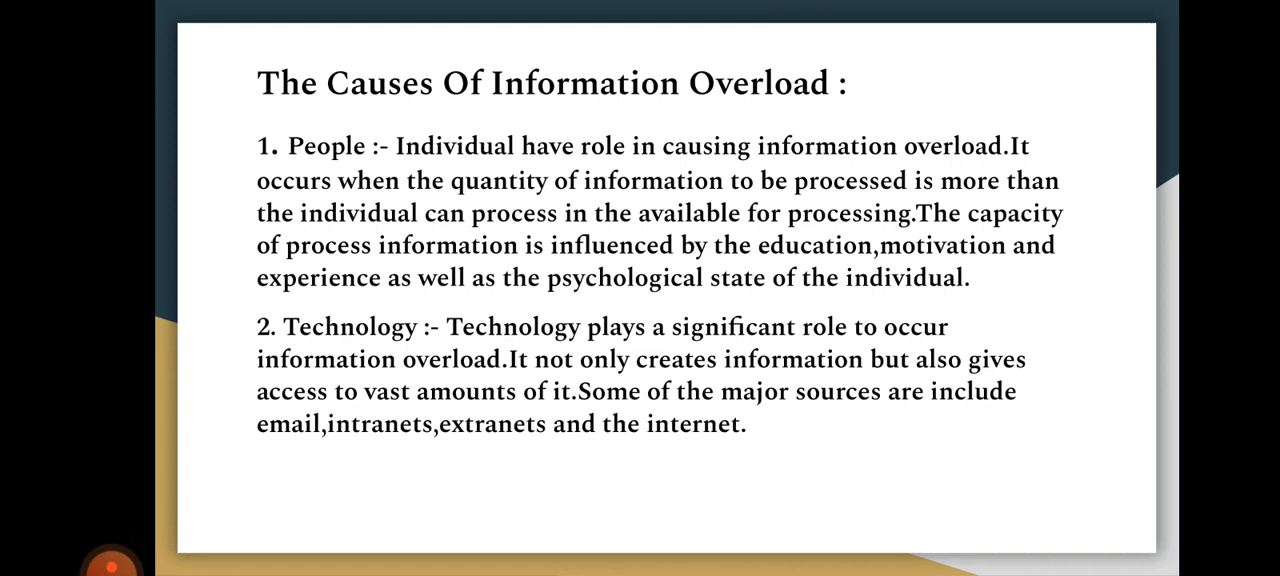 The Causes Of Information Overload :
1. People :- Individual have role in causing information overload.It
occurs when the quantity of information to be processed is more than
the individual can process in the available for processing.The capacity
of process information is influenced by the education,motivation and
experience as well as the psychological state of the individual.
2. Technology :- Technology plays a significant role to occur
information overload.It not only creates information but also gives
access to vast amounts of it.Some of the major sources are include
email,intranets,extranets and the internet.